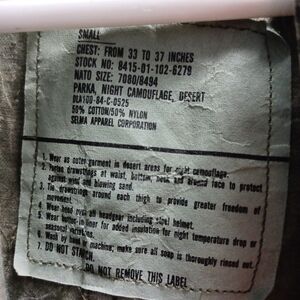 SMALL
CHEST: FROM 33 TO 37 INCHES
STOCK NO: 8415-01-102-6279
NATO SIZE: 7080/8494
PARKA, NIGHT CAMOUFLAGE, DESERT
DLA100-84-C-0525
50% COTTON/50% NYLON
SELMA APPAREL CORPORATION
1. Wear as outer garment in desert areas for night camouflage.
2. Fasten drawstrings at waist, bottom, neck and around face to protect
against wind and blowing sand.
3. Tie drawstrings around each thigh to provide greater freedom of
movement.
4. Wear hood over all headgear including steel helmet.
5. Wear button-in liner for added insulation for night temperature drop or
seasonal variations.
6. Wash by hand or machine; make sure all soap is thoroughly rinsed out.
7. DO NOT STARCH.
DO NOT REMOVE THIS LABEL